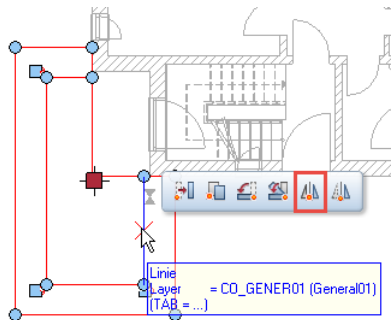 Linie
Layer = CO_GENER01 (General01)
(TAB = ...)